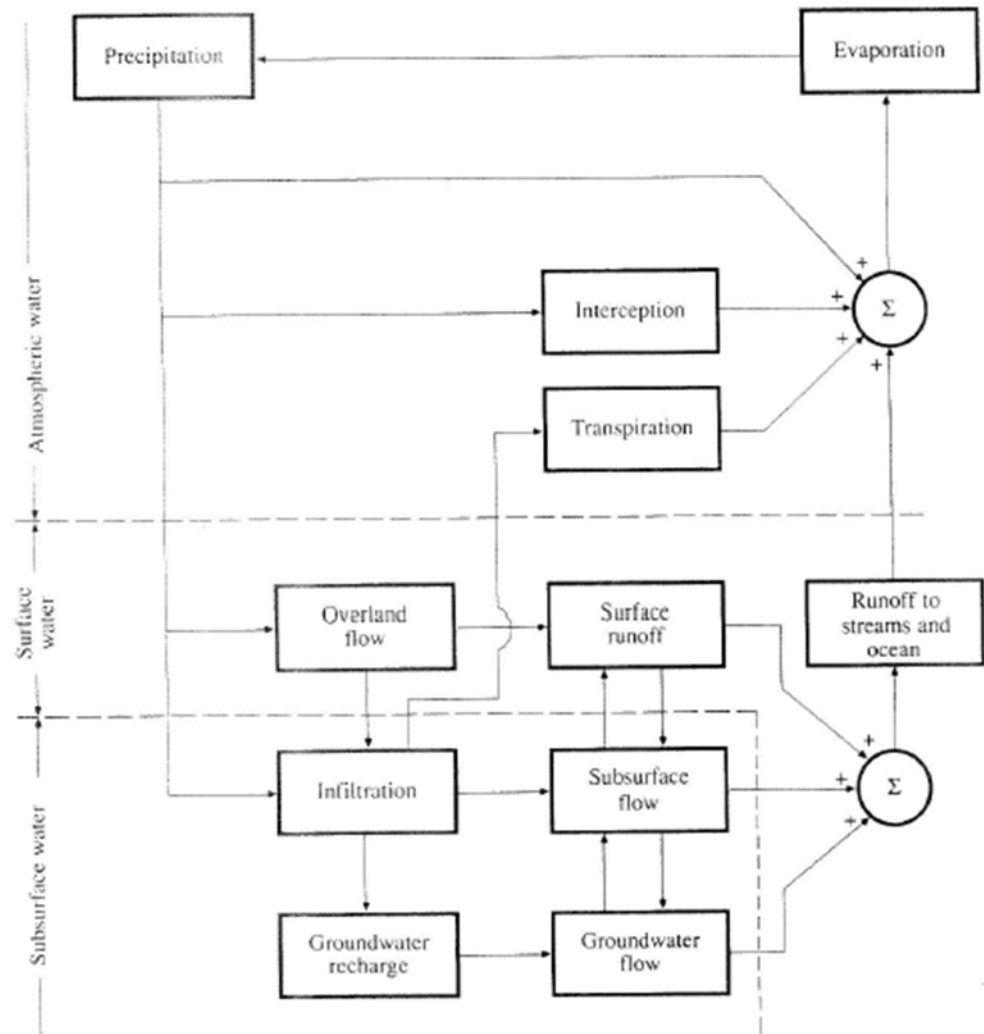 Precipitation
Evaporation
Atmospheric water
+
+
Interception
Σ
+
+
Transpiration
Surface
water
Overland
flow
Surface
runoff
Runoff to
streams and
ocean
+
Subsurface water
Infiltration
Subsurface
flow
+
Σ
+
Groundwater
recharge
Groundwater
flow